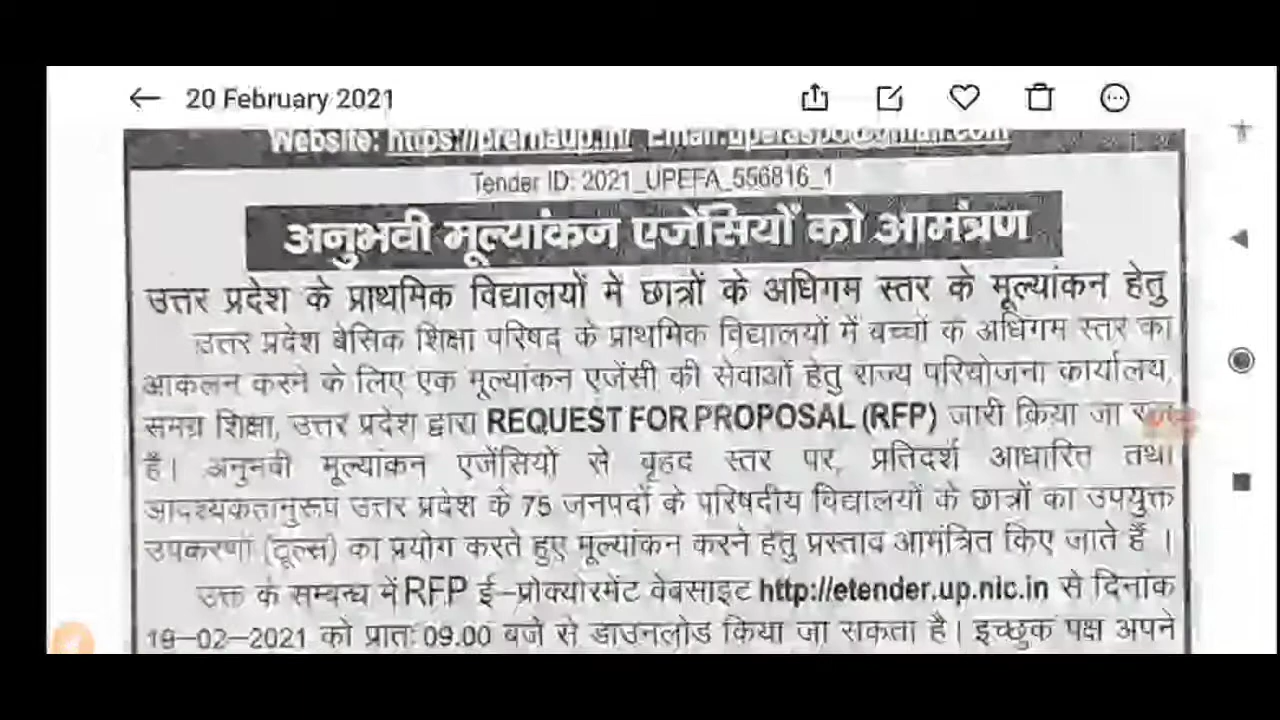 20 February 2021
Website: https://prernaup.in/ Email:
Tender ID: 2021_UPEFA_556816_1
अनुभवी मूल्यांकन एजेंसियों को आमंत्रण
उत्तर प्रदेश के प्राथमिक विद्यालयों में छात्रों के अधिगम स्तर के मूल्यांकन हेतु
उत्तर प्रदेश बेसिक शिक्षा परिषद के प्राथमिक विद्यालयों में बच्चों के अधिगम स्तर का
आकलन करने के लिए एक मूल्यांकन एजेंसी की सेवाओं हेतु राज्य परियोजना कार्यालय,
समग्र शिक्षा, उत्तर प्रदेश द्वारा REQUEST FOR PROPOSAL (RFP) जारी किया जा
है। अनुभवी मूल्यांकन एजेंसियों से वृहद स्तर पर, प्रतिदर्श आधारित तथा
आवश्यकतानुरूप उत्तर प्रदेश के 75 जनपदों के परिषदीय विद्यालयों के छात्रों का उपयुक्त
उपकरणों (टूल्स) का प्रयोग करते हुए मूल्यांकन करने हेतु प्रस्ताव आमंत्रित किए जाते हैं ।
उक्त के सम्बन्ध में RFP ई-प्रोक्योरमेंट वेबसाइट http://etender.up.nic.in से दिनांक
19-02-2021 को प्रातः 09.00 बजे से डाउनलोड किया जा सकता है। इच्छुक पक्ष अपने